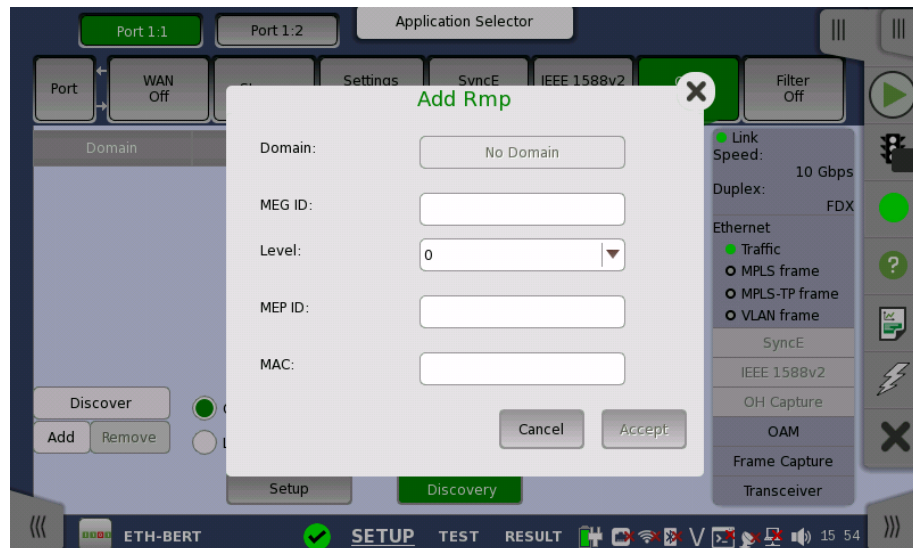 Port 1:1
Port 1:2
Application Selector
Port
WAN
Off
Settings
SyncE
IEEE 1588v2
Filter
Off
Add Rmp
Domain
Domain:
No Domain
MEG ID:
Level:
0
MEP ID:
MAC:
Cancel
Accept
Link
Speed:
10 Gbps
Duplex:
FDX
Ethernet
Traffic
MPLS frame
MPLS-TP frame
VLAN frame
SyncE
IEEE 1588v2
OH Capture
OAM
Frame Capture
Transceiver
Discover
Add
Remove
Setup
Discovery
ETH-BERT
SETUP
TEST
RESULT
15 54